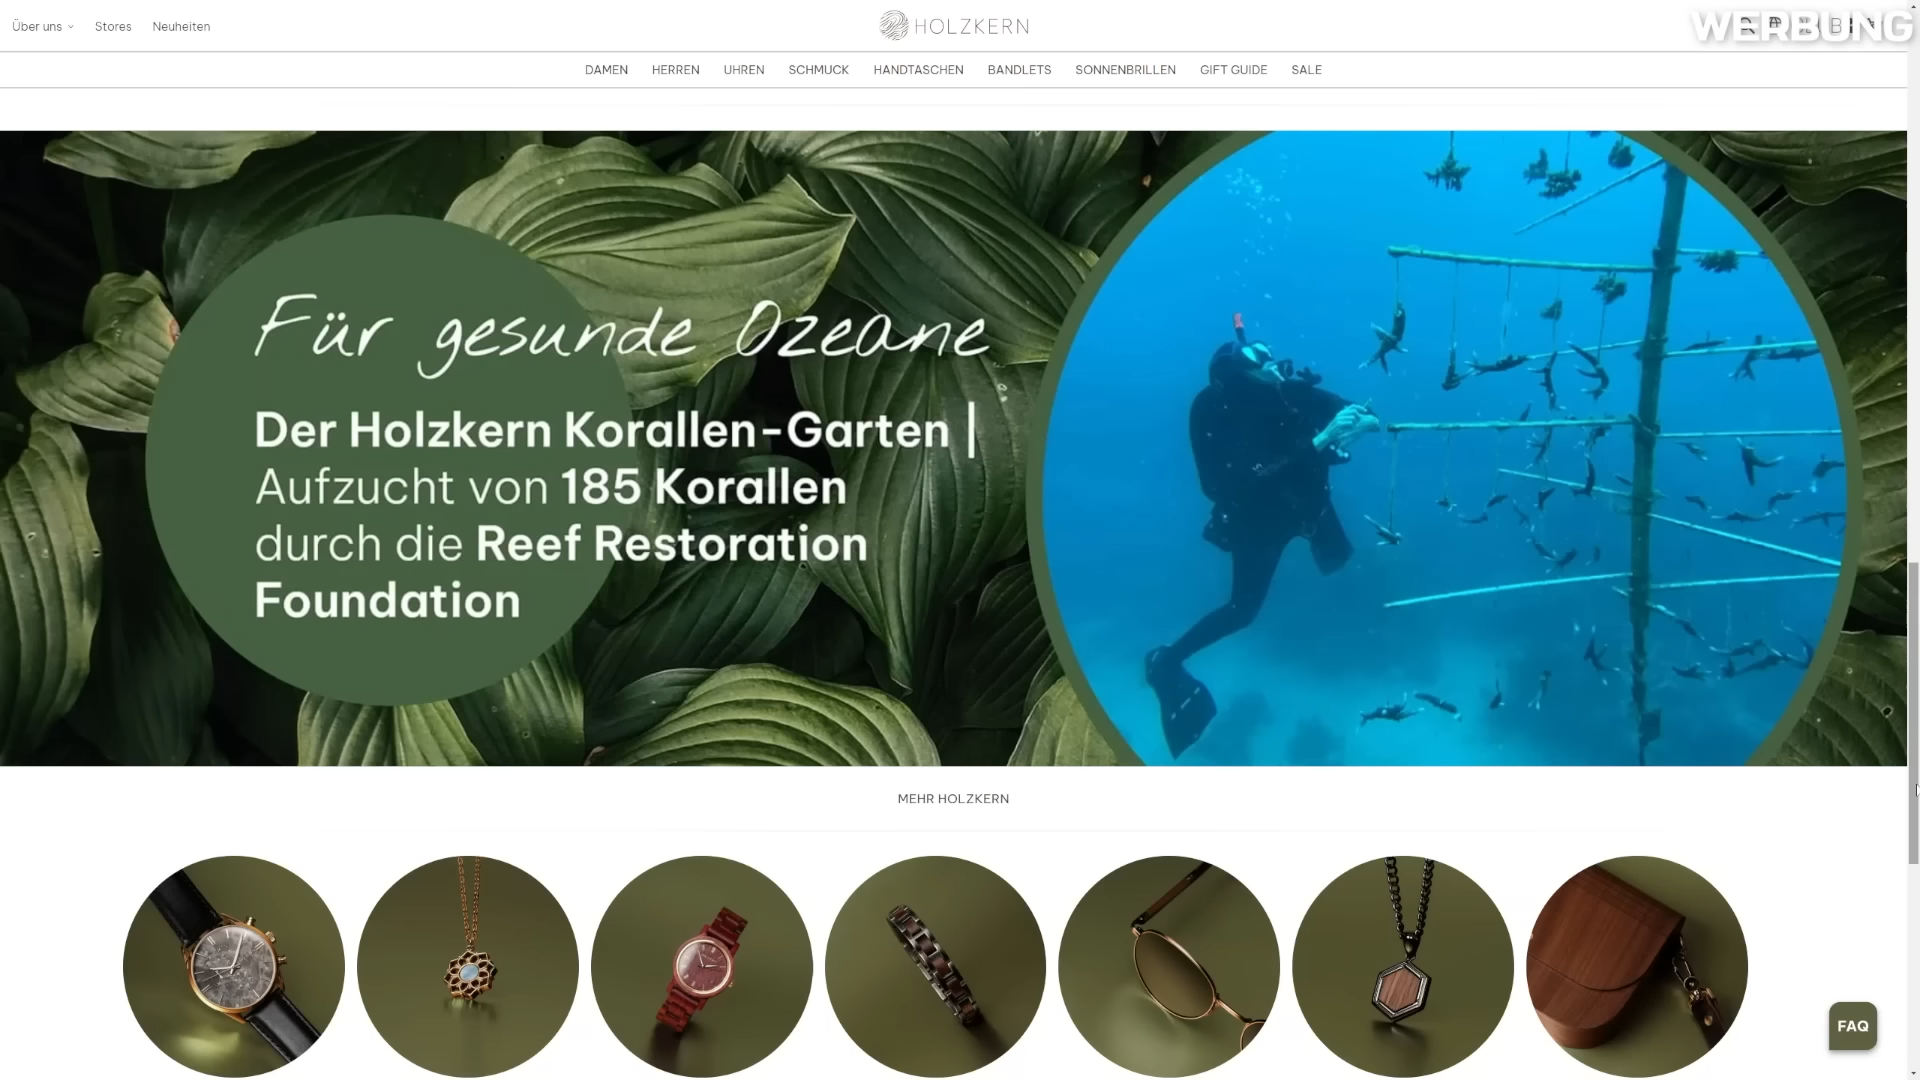 Über uns
Stores
Neuheiten
HOLZKERN
WERBUNG
DAMEN
HERREN
UHREN
SCHMUCK
HANDTASCHEN
BANDLETS
SONNENBRILLEN
GIFT GUIDE
SALE
Für gesunde Ozeane
Der Holzkern Korallen-Garten |
Aufzucht von 185 Korallen
durch die Reef Restoration
Foundation
MEHR HOLZKERN
FAQ